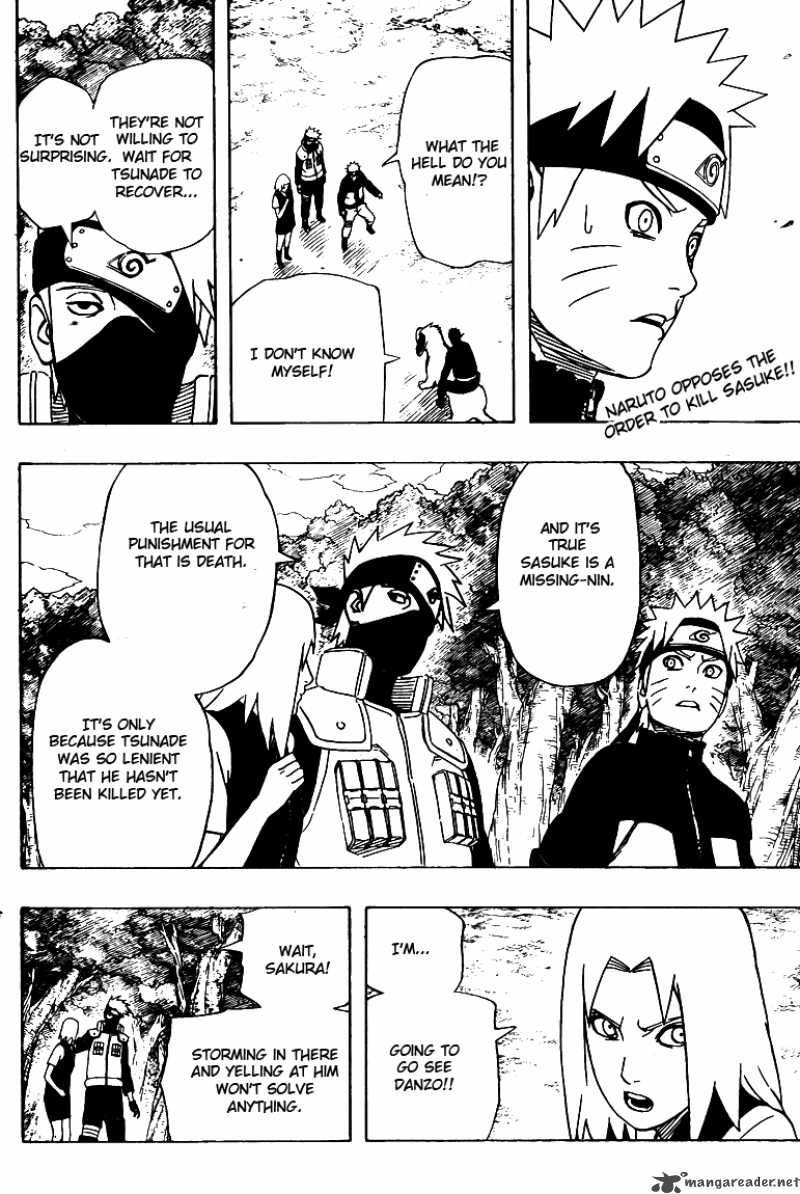 WHAT THE
HELL DO YOU
MEAN!?
I DON'T KNOW
MYSELF!
NARUTO OPPOSES THE
ORDER TO KILL SASUKE!!
THEY'RE NOT
WILLING TO
WAIT FOR
TSUNADE TO
RECOVER...
IT'S NOT
SURPRISING.
AND IT'S
TRUE
SASUKE IS A
MISSING-NIN.
THE USUAL
PUNISHMENT FOR
THAT IS DEATH.
IT'S ONLY
BECAUSE TSUNADE
WAS SO LENIENT
THAT HE HASN'T
BEEN KILLED YET.
I'M...
GOING TO
GO SEE
DANZO!!
WAIT,
SAKURA!
STORMING IN THERE
AND YELLING AT HIM
WON'T SOLVE
ANYTHING.
mangareader.net